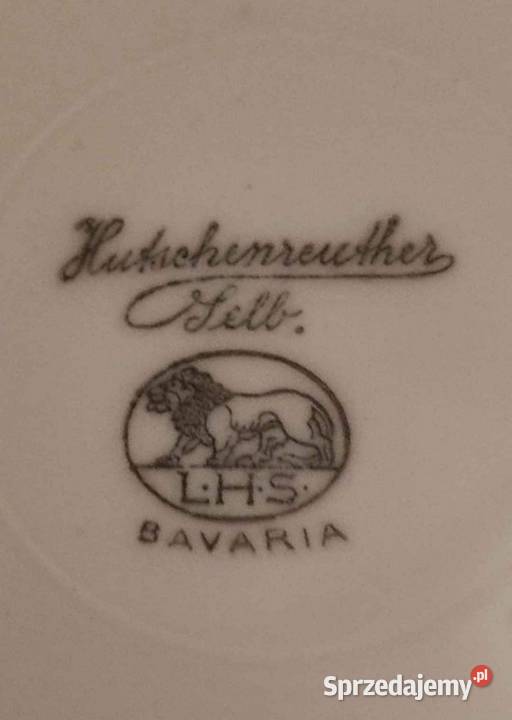 Hutschenreuther
Selb.
L·H·S·
BAVARIA
Sprzedajemy.pl